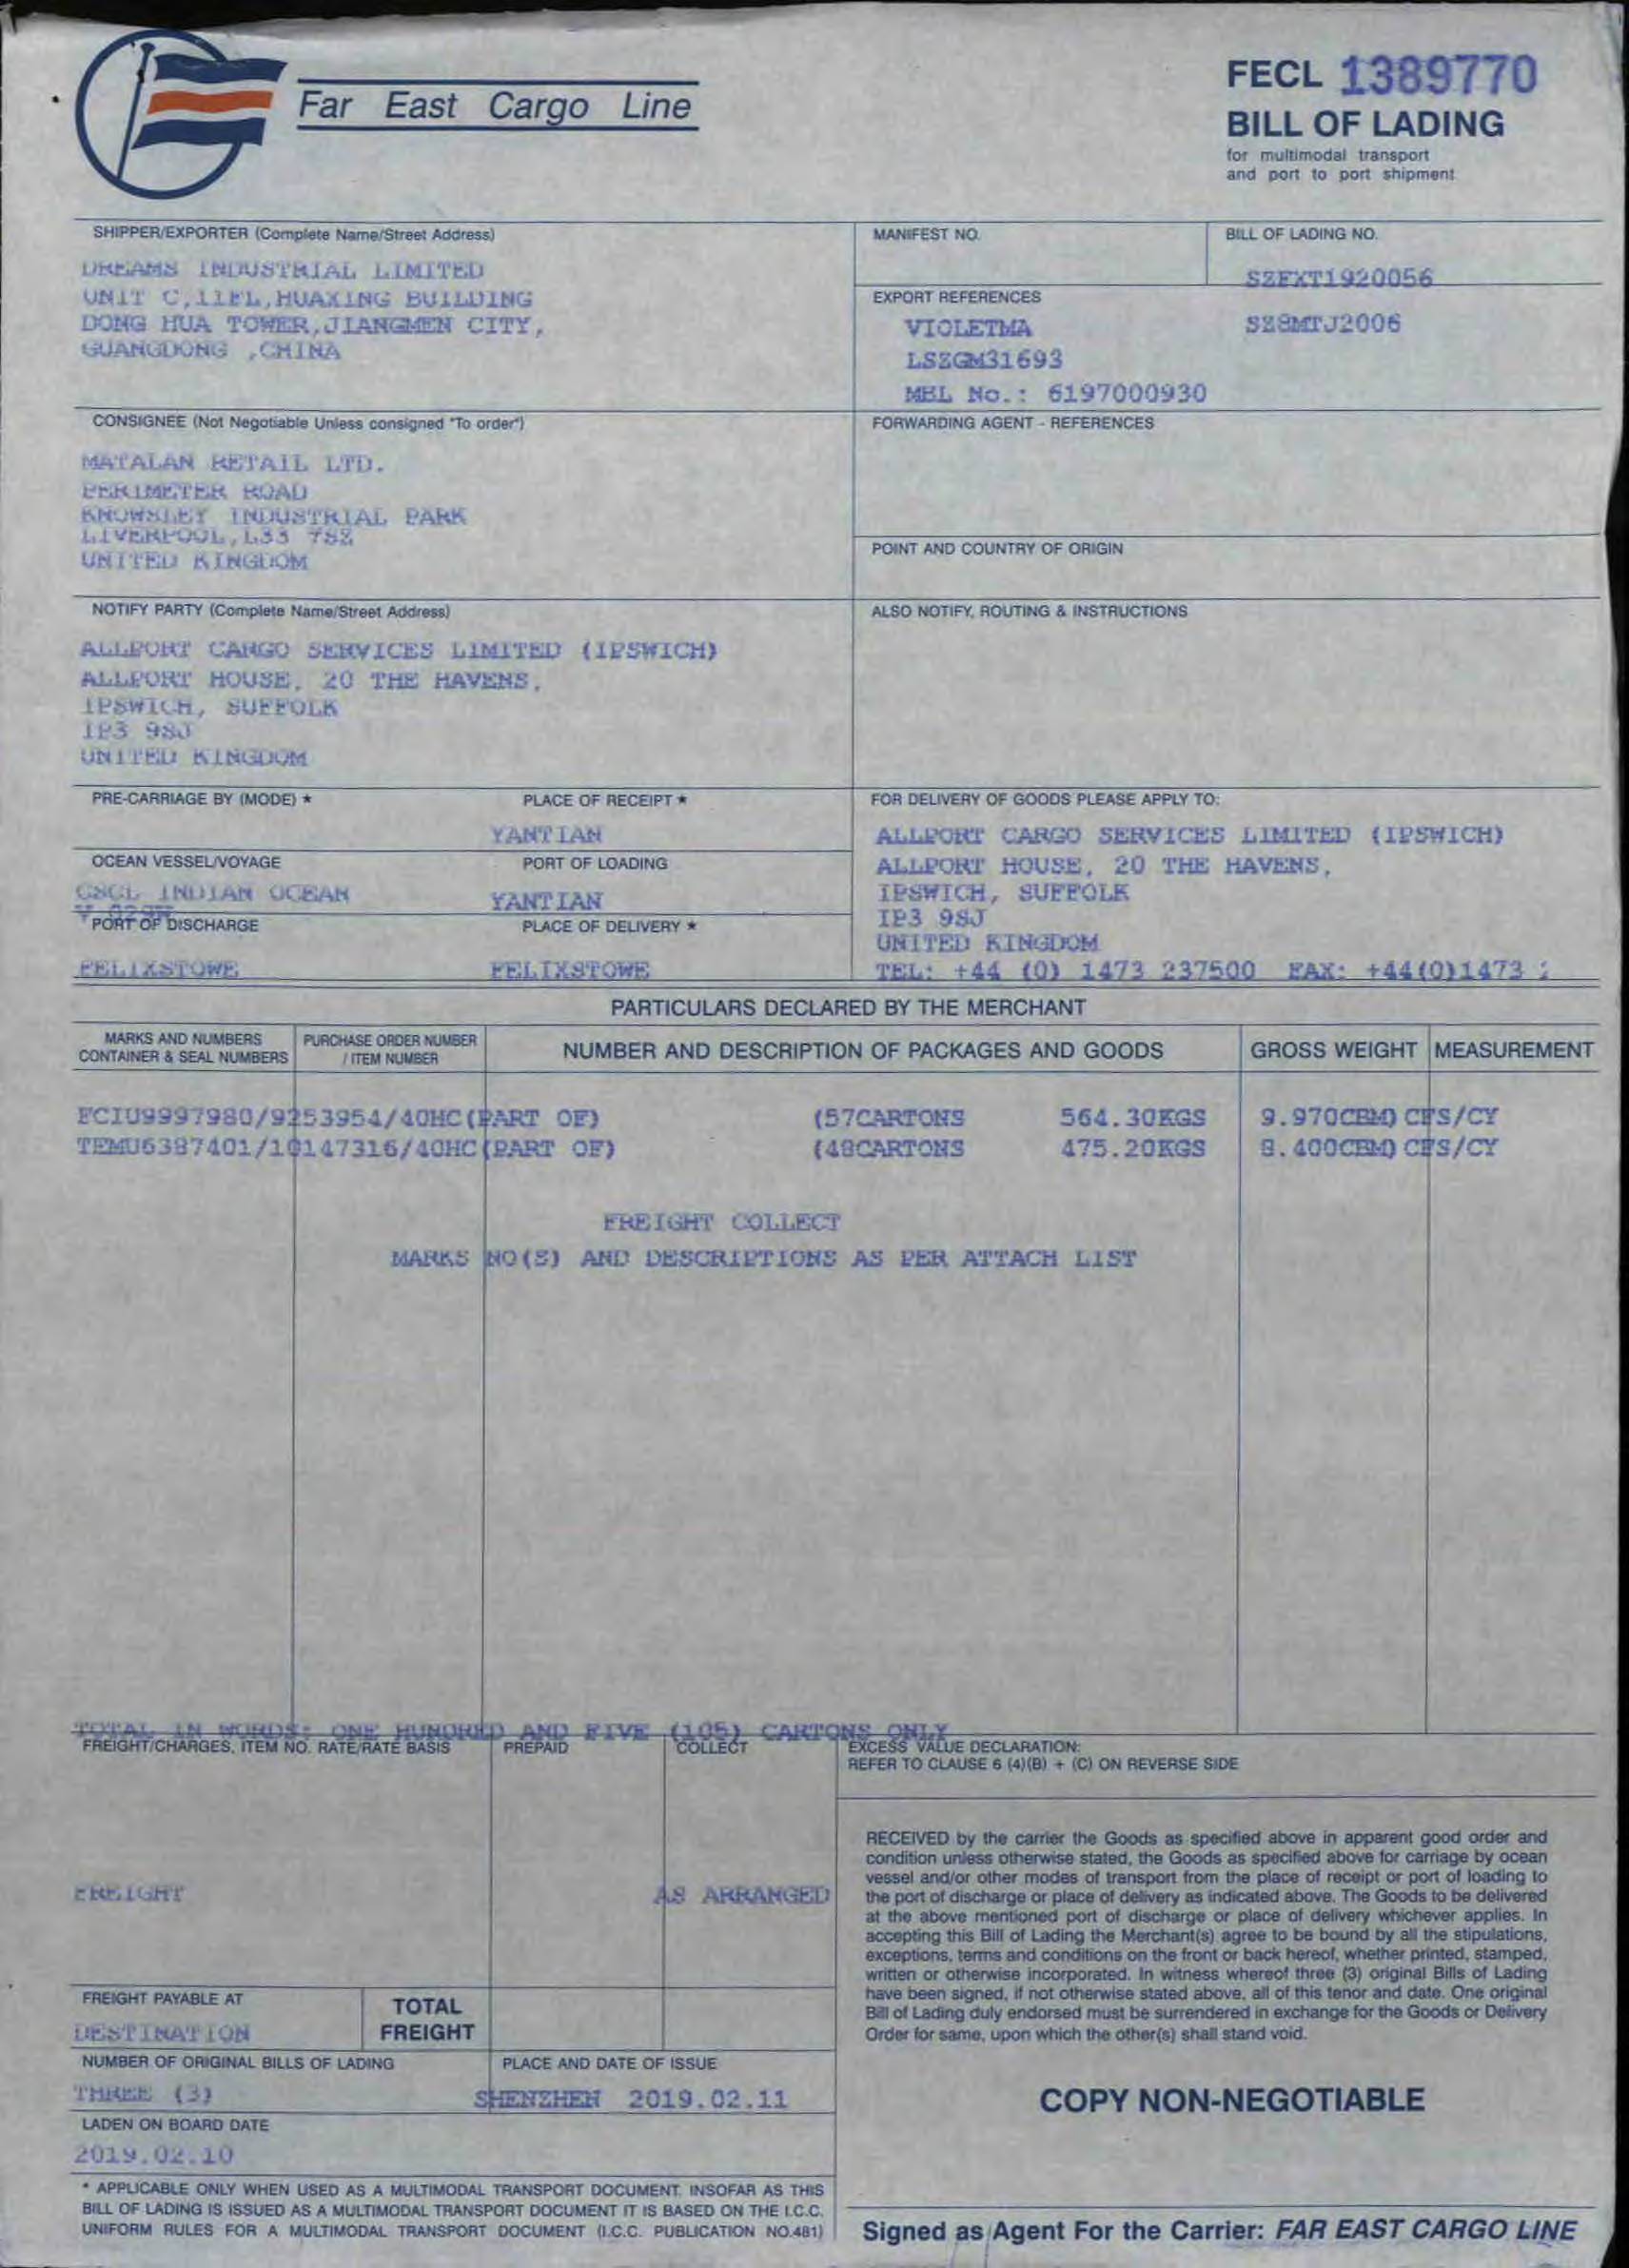 Far East Cargo Line
FECL 1389770
BILL OF LADING
for multimodal transport
and port to port shipment
SHIPPER/EXPORTER (Complete Name/Street Address)
DREAMS INDUSTRIAL LIMITED
UNIT C,11FL,HUAXING BUILDING
DONG HUA TOWER,JIANGMEN CITY,
GUANGDONG ,CHINA
MANIFEST NO.
BILL OF LADING NO.
SZEXT1920056
EXPORT REFERENCES
VIOLETMA SZSMTJ2006
LSZGM31693
MBL No.: 6197000930
CONSIGNEE (Not Negotiable Unless consigned "To order")
MATALAN RETAIL LTD.
PERIMETER ROAD
KNOWSLEY INDUSTRIAL PARK
LIVERPOOL,L33 7SZ
UNITED KINGDOM
FORWARDING AGENT - REFERENCES
POINT AND COUNTRY OF ORIGIN
NOTIFY PARTY (Complete Name/Street Address)
ALLPORT CARGO SERVICES LIMITED (IPSWICH)
ALLPORT HOUSE, 20 THE HAVENS,
IPSWICH, SUFFOLK
IP3 9SJ
UNITED KINGDOM
ALSO NOTIFY, ROUTING & INSTRUCTIONS
PRE-CARRIAGE BY (MODE) *
PLACE OF RECEIPT *
YANTIAN
OCEAN VESSEL/VOYAGE
CSCL INDIAN OCEAN
PORT OF LOADING
YANTIAN
PORT OF DISCHARGE
FELIXSTOWE
PLACE OF DELIVERY *
FELIXSTOWE
FOR DELIVERY OF GOODS PLEASE APPLY TO:
ALLPORT CARGO SERVICES LIMITED (IPSWICH)
ALLPORT HOUSE, 20 THE HAVENS,
IPSWICH, SUFFOLK
IP3 9SJ
UNITED KINGDOM
TEL: +44 (0) 1473 237500 FAX: +44(0)1473
PARTICULARS DECLARED BY THE MERCHANT
MARKS AND NUMBERS
CONTAINER & SEAL NUMBERS
PURCHASE ORDER NUMBER
/ ITEM NUMBER
NUMBER AND DESCRIPTION OF PACKAGES AND GOODS
GROSS WEIGHT
MEASUREMENT
FCIU9997980/9253954/40HC(PART OF) (57CARTONS 564.30KGS 9.970CBM) CFS/CY
TEMU6387401/10147316/40HC(PART OF) (48CARTONS 475.20KGS 8.400CBM) CFS/CY
FREIGHT COLLECT
MARKS NO(S) AND DESCRIPTIONS AS PER ATTACH LIST
TOTAL IN WORDS: ONE HUNDRED AND FIVE (105) CARTONS ONLY
FREIGHT/CHARGES, ITEM NO. RATE/RATE BASIS
PREPAID
COLLECT
FREIGHT AS ARRANGED
EXCESS VALUE DECLARATION:
REFER TO CLAUSE 6 (4)(B) + (C) ON REVERSE SIDE
RECEIVED by the carrier the Goods as specified above in apparent good order and
condition unless otherwise stated, the Goods as specified above for carriage by ocean
vessel and/or other modes of transport from the place of receipt or port of loading to
the port of discharge or place of delivery as indicated above. The Goods to be delivered
at the above mentioned port of discharge or place of delivery whichever applies. In
accepting this Bill of Lading the Merchant(s) agree to be bound by all the stipulations,
exceptions, terms and conditions on the front or back hereof, whether printed, stamped,
written or otherwise incorporated. In witness whereof three (3) original Bills of Lading
have been signed, if not otherwise stated above, all of this tenor and date. One original
Bill of Lading duly endorsed must be surrendered in exchange for the Goods or Delivery
Order for same, upon which the other(s) shall stand void.
FREIGHT PAYABLE AT
DESTINATION
TOTAL
FREIGHT
NUMBER OF ORIGINAL BILLS OF LADING
THREE (3)
PLACE AND DATE OF ISSUE
SHENZHEN 2019.02.11
LADEN ON BOARD DATE
2019.02.10
COPY NON-NEGOTIABLE
* APPLICABLE ONLY WHEN USED AS A MULTIMODAL TRANSPORT DOCUMENT. INSOFAR AS THIS
BILL OF LADING IS ISSUED AS A MULTIMODAL TRANSPORT DOCUMENT IT IS BASED ON THE I.C.C.
UNIFORM RULES FOR A MULTIMODAL TRANSPORT DOCUMENT (I.C.C. PUBLICATION NO.481)
Signed as Agent For the Carrier: FAR EAST CARGO LINE